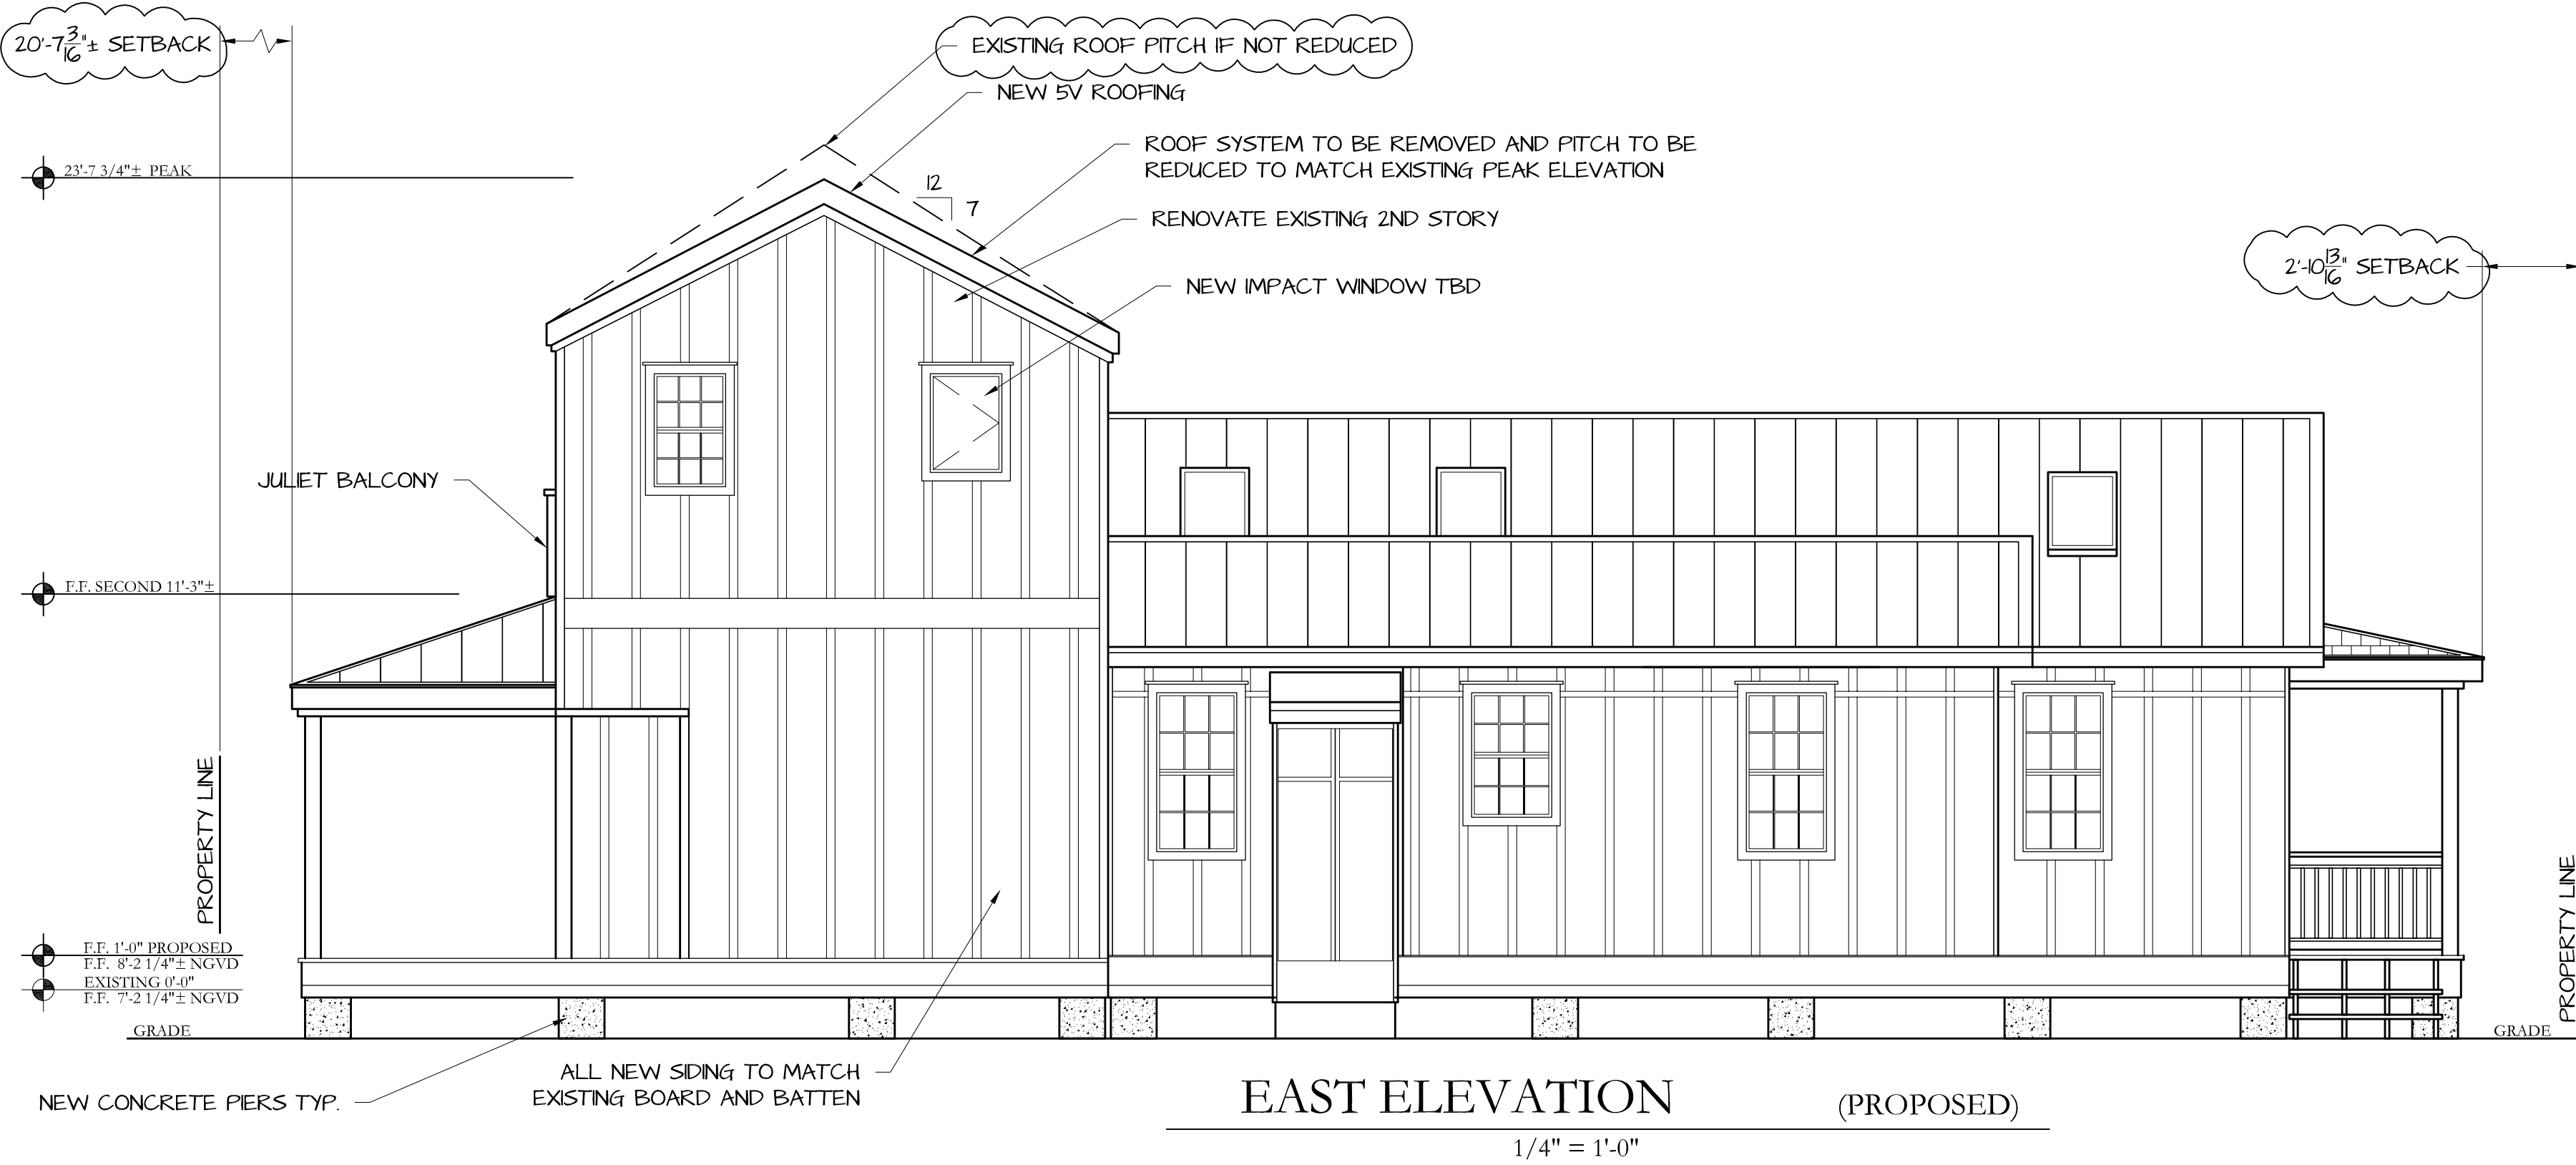 20'-7 3/16"± SETBACK
EXISTING ROOF PITCH IF NOT REDUCED
NEW 5V ROOFING
ROOF SYSTEM TO BE REMOVED AND PITCH TO BE
REDUCED TO MATCH EXISTING PEAK ELEVATION
23'-7 3/4"± PEAK
12
7
RENOVATE EXISTING 2ND STORY
2'-10 13/16" SETBACK
NEW IMPACT WINDOW TBD
JULIET BALCONY
F.F. SECOND 11'-3"±
PROPERTY LINE
PROPERTY LINE
F.F. 1'-0" PROPOSED
F.F. 8'-2 1/4"± NGVD
EXISTING 0'-0"
F.F. 7'-2 1/4"± NGVD
GRADE
GRADE
ALL NEW SIDING TO MATCH
EXISTING BOARD AND BATTEN
NEW CONCRETE PIERS TYP.
EAST ELEVATION (PROPOSED)
1/4" = 1'-0"